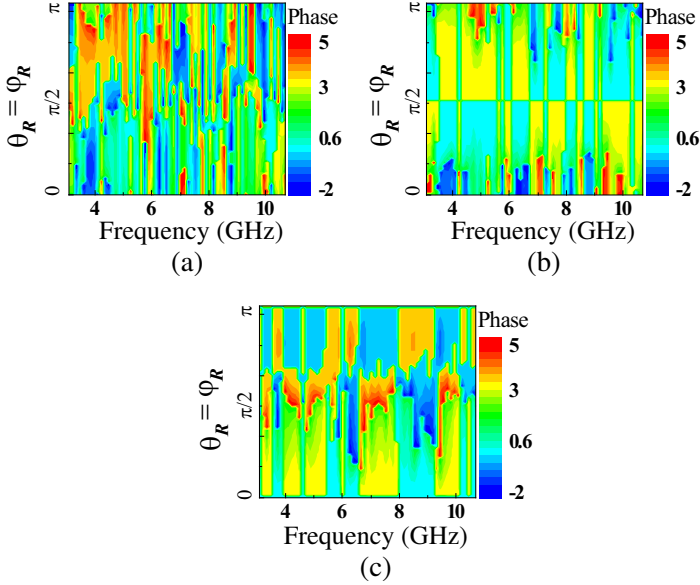 Phase
Phase
π
5
π
5
θR = φR
π/2
3
θR = φR
π/2
3
0.6
0.6
0
-2
0
-2
4
6
8
10
4
6
8
10
Frequency (GHz)
Frequency (GHz)
(a)
(b)
Phase
π
5
θR = φR
π/2
3
0.6
0
-2
4
6
8
10
Frequency (GHz)
(c)